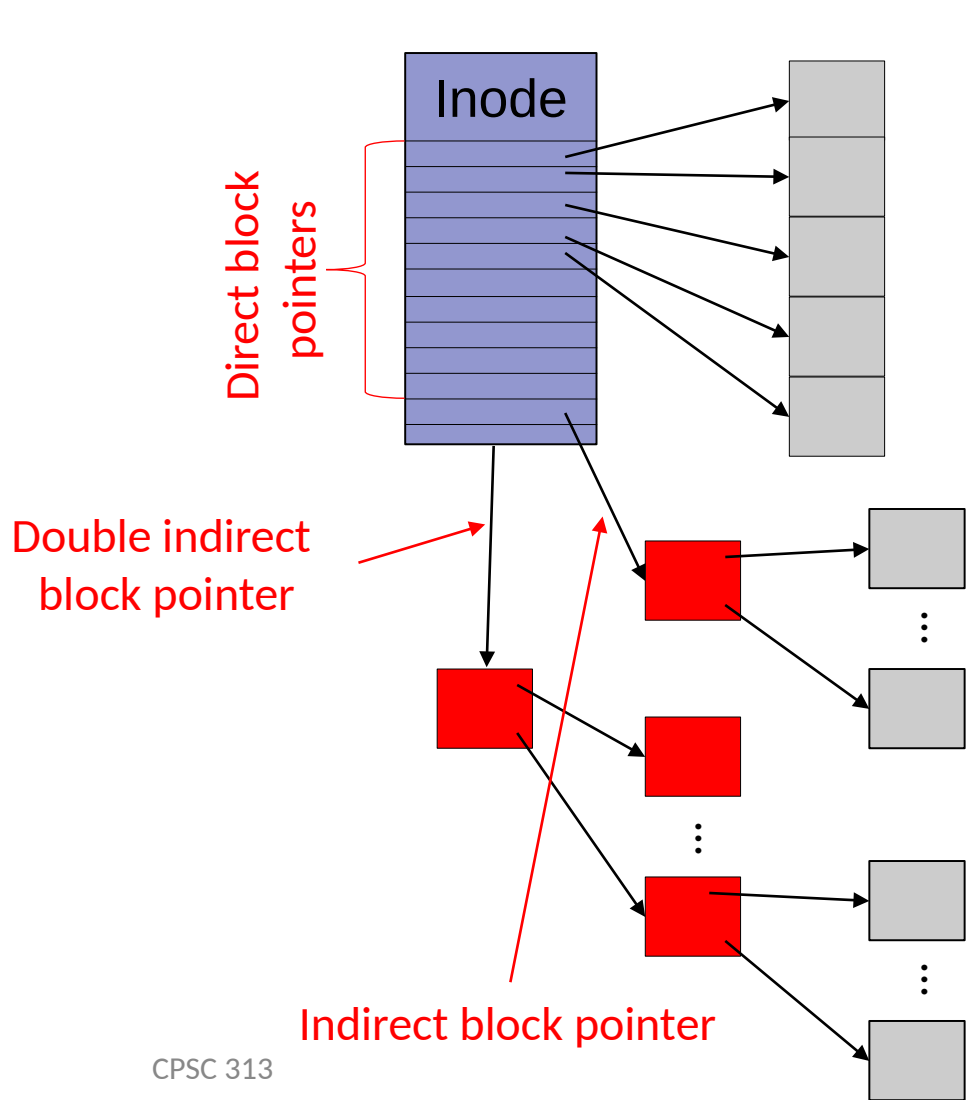 Inode
Direct block
pointers
Double indirect
block pointer
Indirect block pointer
CPSC 313